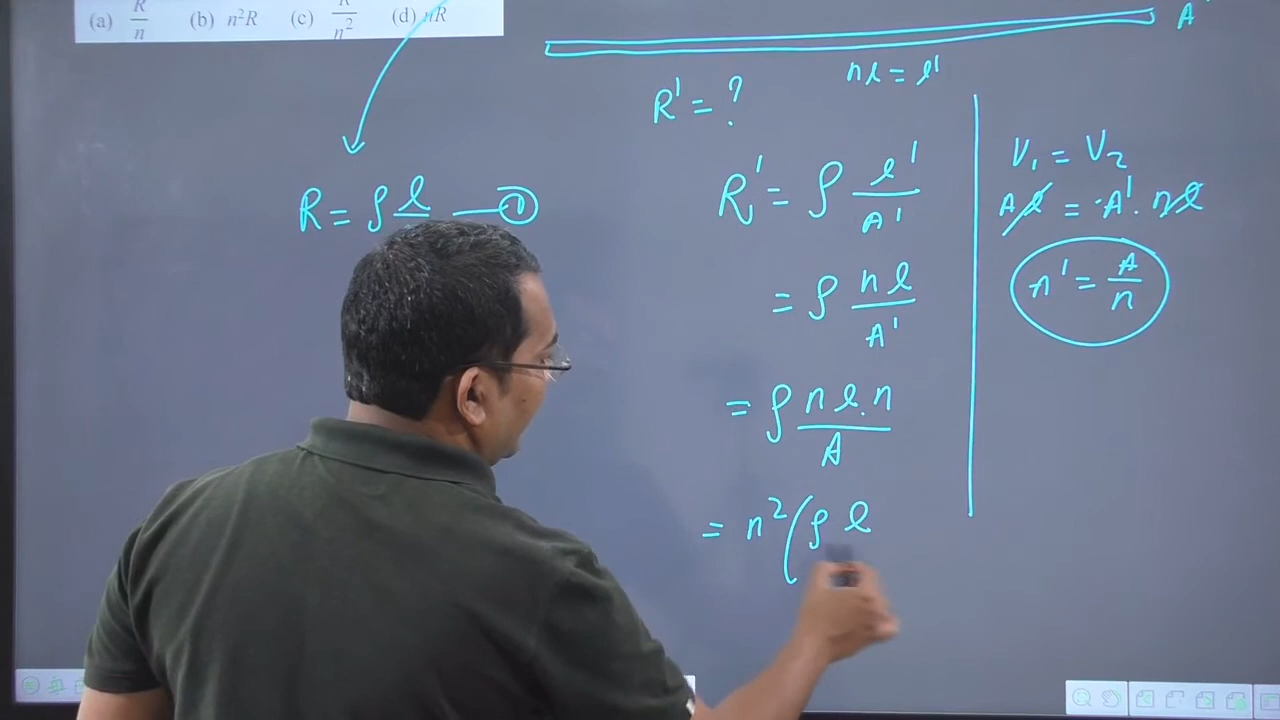 (a) R/n (b) n²R (c) R/n² (d) nR
A'
nl = l'
R' = ?
R = ρ l — ①
R' = ρ l'/A'
= ρ nl/A'
= ρ nl.n/A
= n² (ρ l
V₁ = V₂
Al = A'. nl
n' = A/n